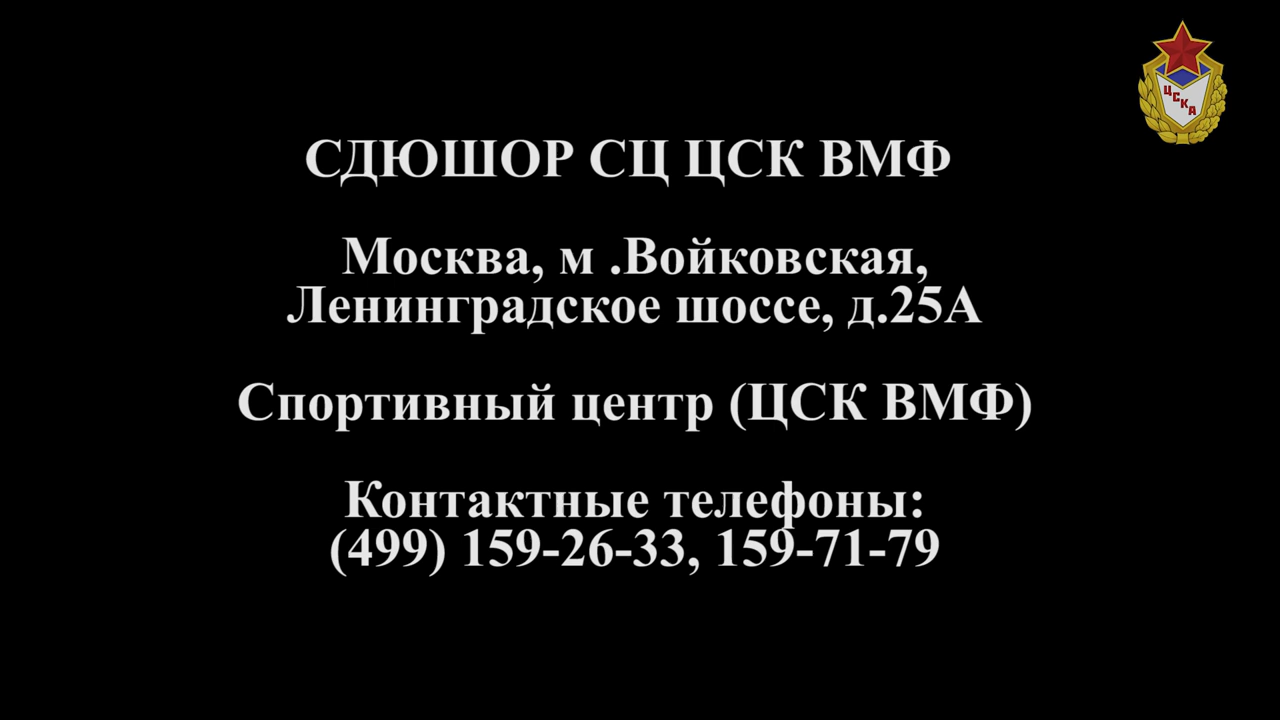 ЦСКА
СДЮШОР СЦ ЦСК ВМФ
Москва, м .Войковская,
Ленинградское шоссе, д.25А
Спортивный центр (ЦСК ВМФ)
Контактные телефоны:
(499) 159-26-33, 159-71-79